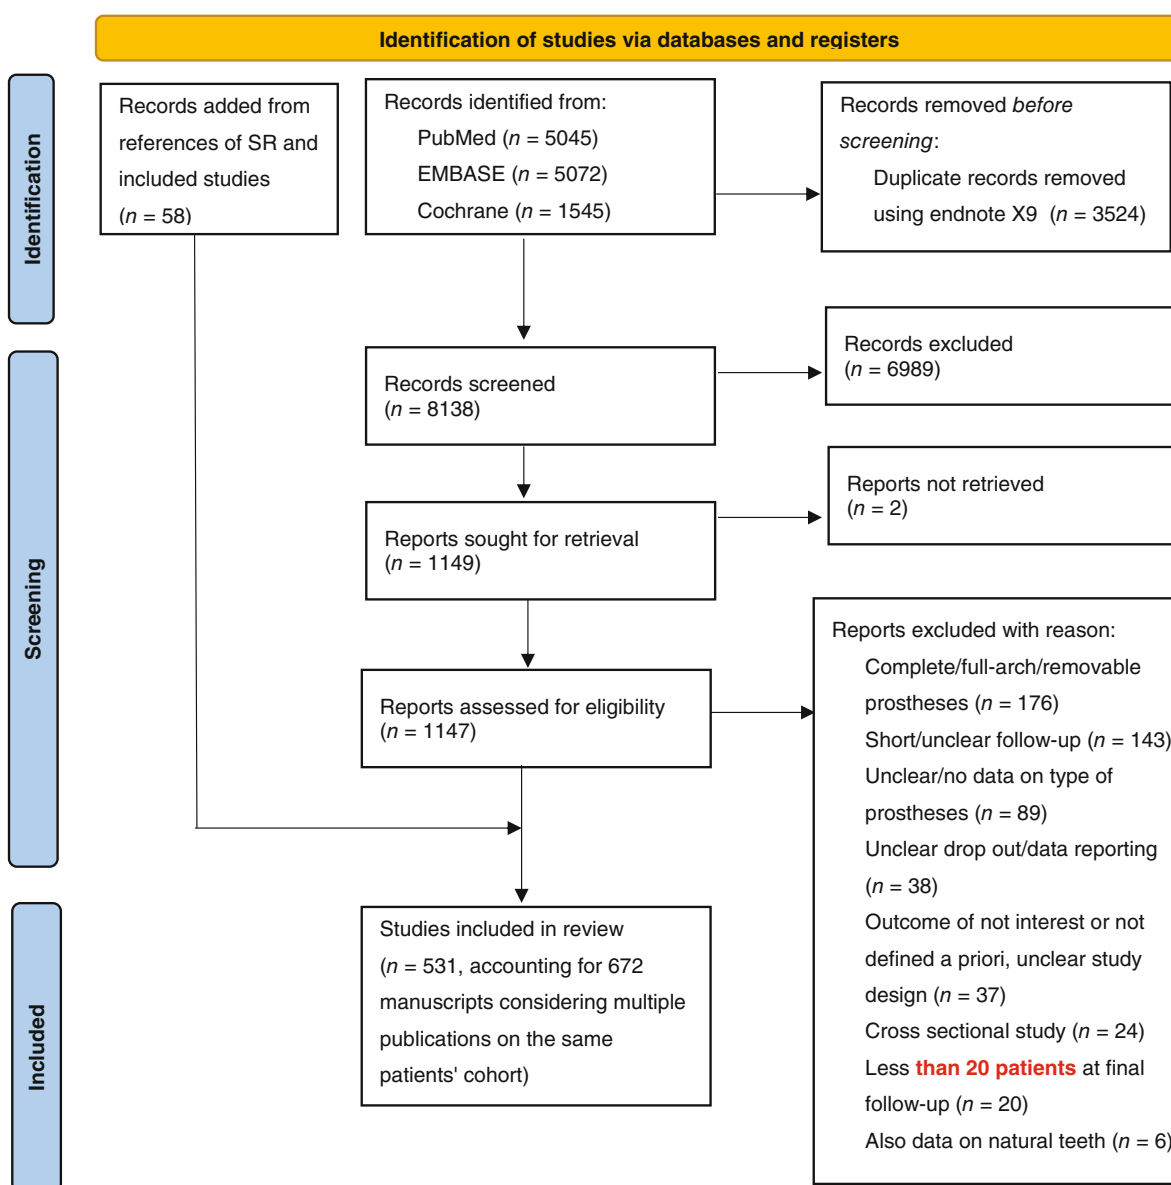 Identification of studies via databases and registers
Identification
Records added from
references of SR and
included studies
(n = 58)
Records identified from:
PubMed (n = 5045)
EMBASE (n = 5072)
Cochrane (n = 1545)
Records removed before
screening:
Duplicate records removed
using endnote X9 (n = 3524)
Screening
Records screened
(n = 8138)
Records excluded
(n = 6989)
Reports sought for retrieval
(n = 1149)
Reports not retrieved
(n = 2)
Reports assessed for eligibility
(n = 1147)
Reports excluded with reason:
Complete/full-arch/removable
prostheses (n = 176)
Short/unclear follow-up (n = 143)
Unclear/no data on type of
prostheses (n = 89)
Unclear drop out/data reporting
(n = 38)
Outcome of not interest or not
defined a priori, unclear study
design (n = 37)
Cross sectional study (n = 24)
Less than 20 patients at final
follow-up (n = 20)
Also data on natural teeth (n = 6)
Included
Studies included in review
(n = 531, accounting for 672
manuscripts considering multiple
publications on the same
patients' cohort)